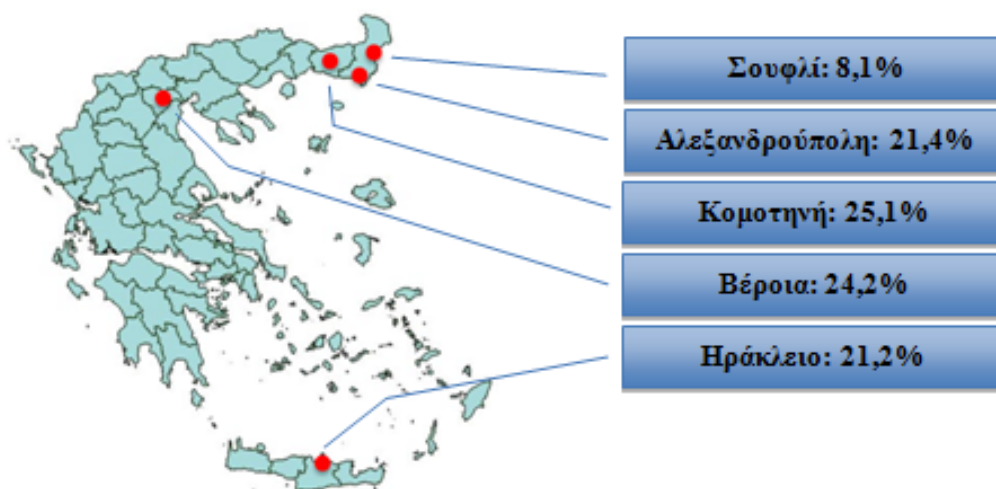 Σουφλί: 8,1%
Αλεξανδρούπολη: 21,4%
Κομοτηνή: 25,1%
Βέροια: 24,2%
Ηράκλειο: 21,2%